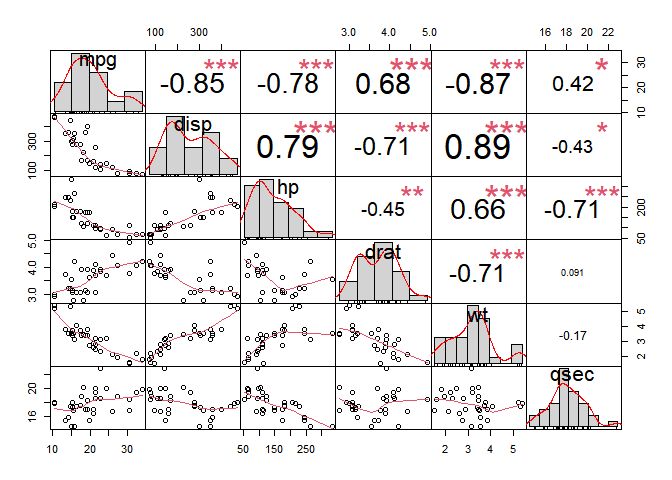 100 300 3.0 4.0 5.0 16 18 20 22
mpg -0.85 *** -0.78 *** 0.68 *** -0.87 *** 0.42 * 10 20 30
100 300 disp 0.79 *** -0.71 *** 0.89 *** -0.43 *
hp -0.45 ** 0.66 *** -0.71 *** 50 200
3.0 4.0 5.0 drat -0.71 *** 0.091
wt -0.17 2 3 4 5
16 20 qsec
10 20 30 50 150 250 2 3 4 5